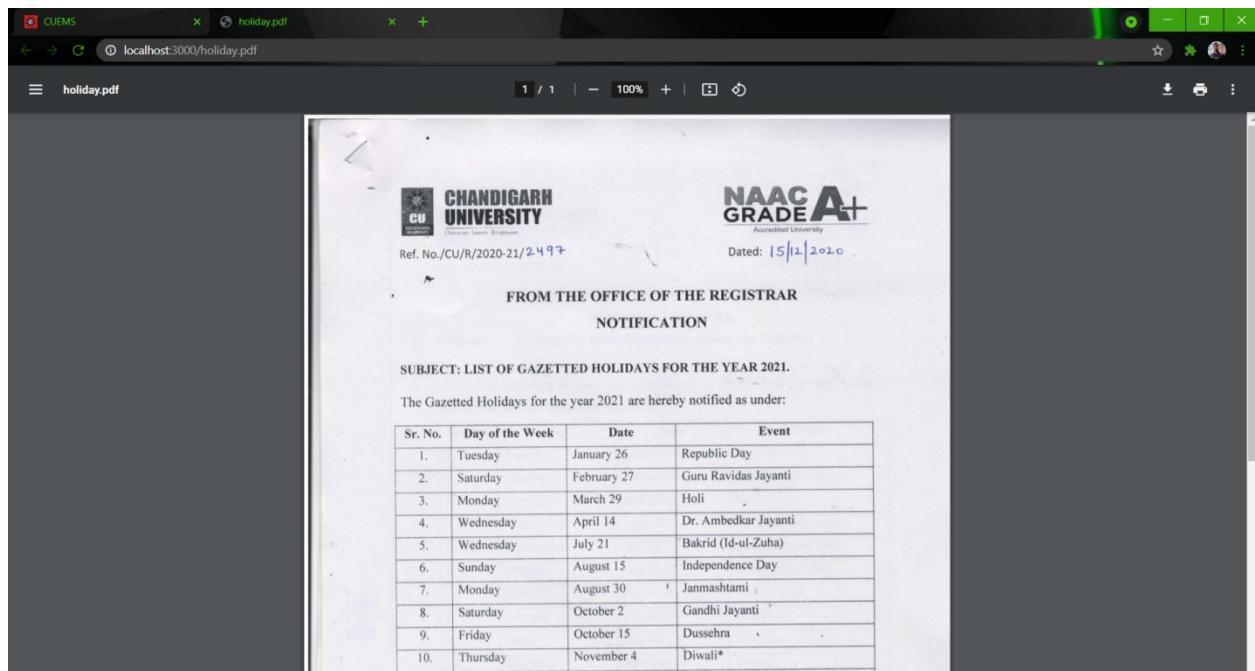 CUEMS
holiday.pdf
localhost:3000/holiday.pdf
holiday.pdf
1 / 1
100%
CU
CHANDIGARH
UNIVERSITY
Discover. Learn. Empower.
NAAC
GRADE A+
Accredited University
Ref. No./CU/R/2020-21/2497
Dated: 15/12/2020
FROM THE OFFICE OF THE REGISTRAR
NOTIFICATION
SUBJECT: LIST OF GAZETTED HOLIDAYS FOR THE YEAR 2021.
The Gazetted Holidays for the year 2021 are hereby notified as under:
Sr. No. Day of the Week Date Event
1. Tuesday January 26 Republic Day
2. Saturday February 27 Guru Ravidas Jayanti
3. Monday March 29 Holi
4. Wednesday April 14 Dr. Ambedkar Jayanti
5. Wednesday July 21 Bakrid (Id-ul-Zuha)
6. Sunday August 15 Independence Day
7. Monday August 30 Janmashtami
8. Saturday October 2 Gandhi Jayanti
9. Friday October 15 Dussehra
10. Thursday November 4 Diwali*